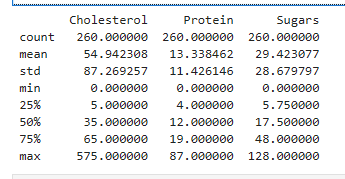 Cholesterol Protein Sugars
count 260.000000 260.000000 260.000000
mean 54.942308 13.338462 29.423077
std 87.269257 11.426146 28.679797
min 0.000000 0.000000 0.000000
25% 5.000000 4.000000 5.750000
50% 35.000000 12.000000 17.500000
75% 65.000000 19.000000 48.000000
max 575.000000 87.000000 128.000000